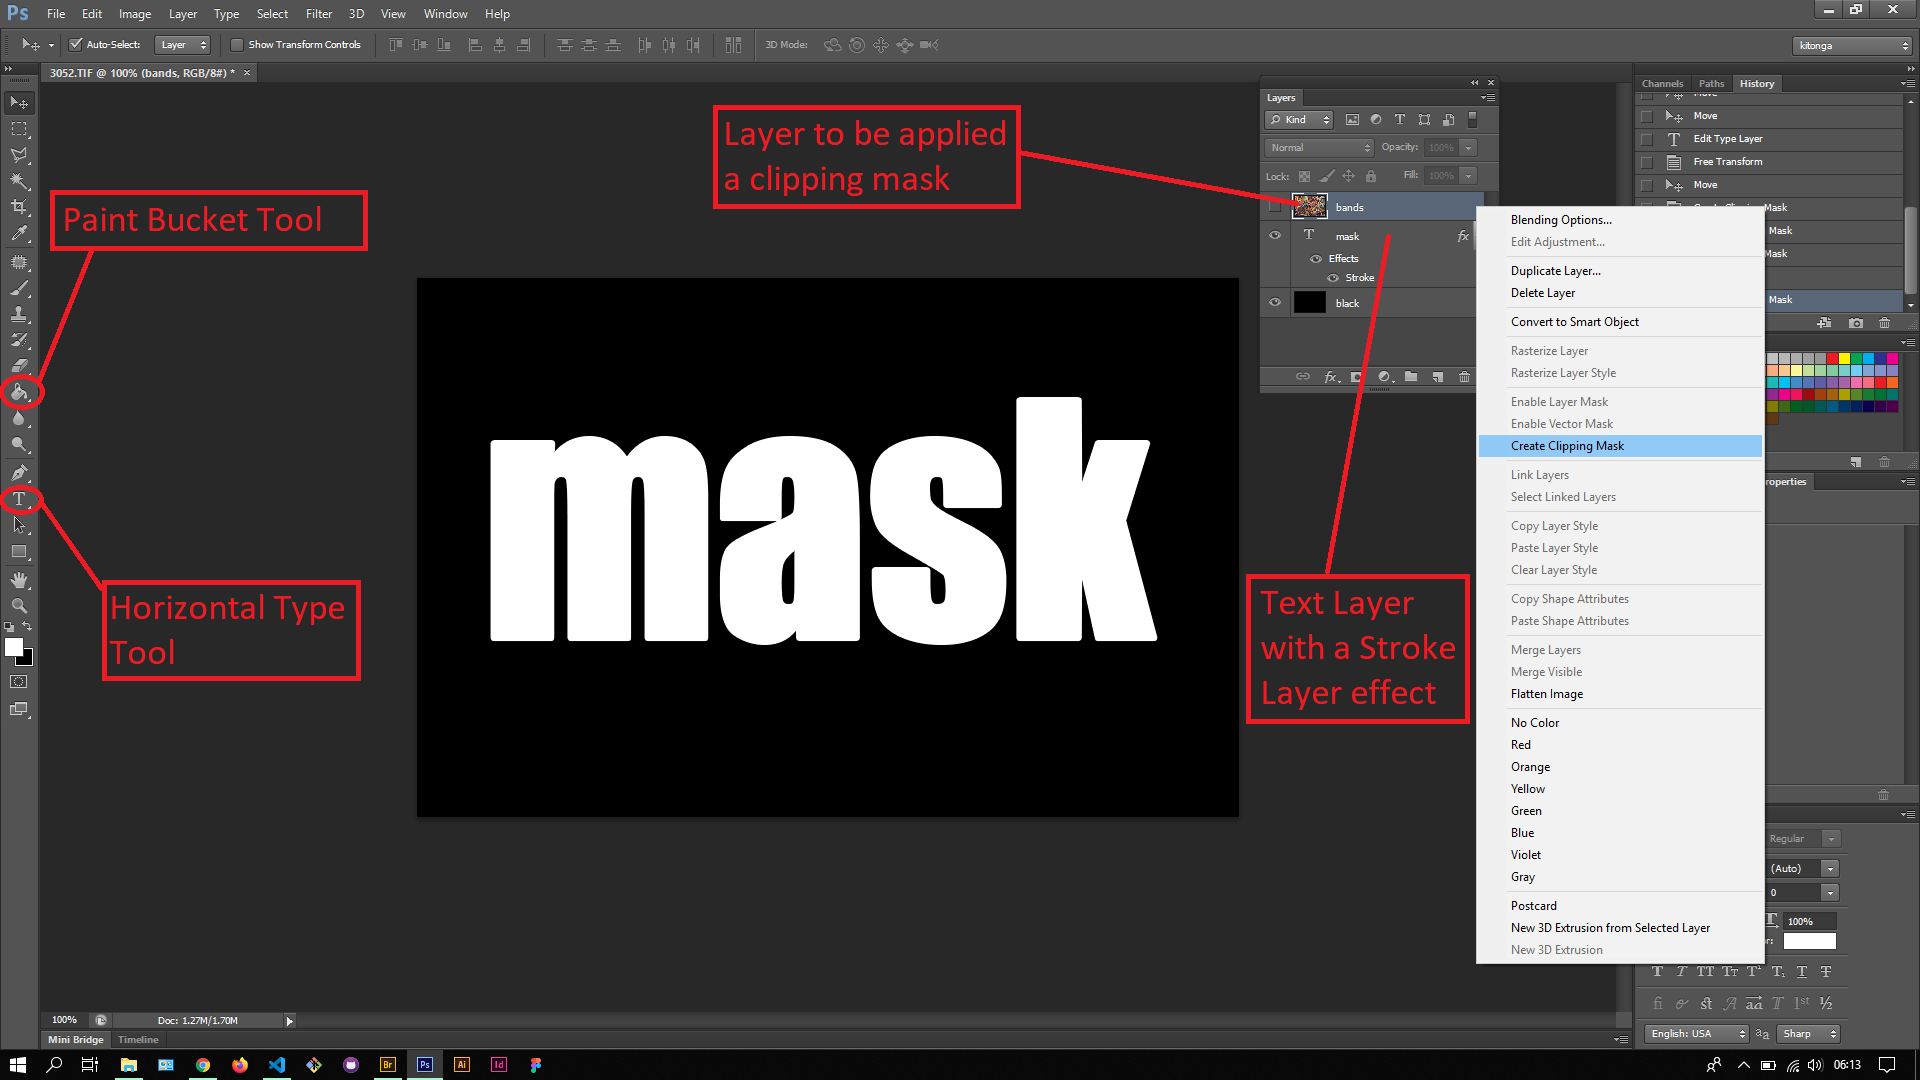 Ps File Edit Image Layer Type Select Filter 3D View Window Help
Auto-Select: Layer Show Transform Controls 3D Mode: kitonga
3052.TIF @ 100% (bands, RGB/8#) * ×
Channels Paths History
Move
Move
Edit Type Layer
Free Transform
Move
Mask
Mask
Mask
Mask
Layers
Kind
Normal Opacity: 100%
Lock: Fill: 100%
bands
mask fx
Effects
Stroke
black
fx
Layer to be applied
a clipping mask
Paint Bucket Tool
Horizontal Type
Tool
Text Layer
with a Stroke
Layer effect
mask
Blending Options...
Edit Adjustment...
Duplicate Layer...
Delete Layer
Convert to Smart Object
Rasterize Layer
Rasterize Layer Style
Enable Layer Mask
Enable Vector Mask
Create Clipping Mask
Link Layers
Select Linked Layers
Copy Layer Style
Paste Layer Style
Clear Layer Style
Copy Shape Attributes
Paste Shape Attributes
Merge Layers
Merge Visible
Flatten Image
No Color
Red
Orange
Yellow
Green
Blue
Violet
Gray
Postcard
New 3D Extrusion from Selected Layer
New 3D Extrusion
roperties
Regular
(Auto)
0
100%
English: USA aa Sharp
100% Doc: 1.27M/1.70M
Mini Bridge Timeline
Br Ps Ai Id 06:13